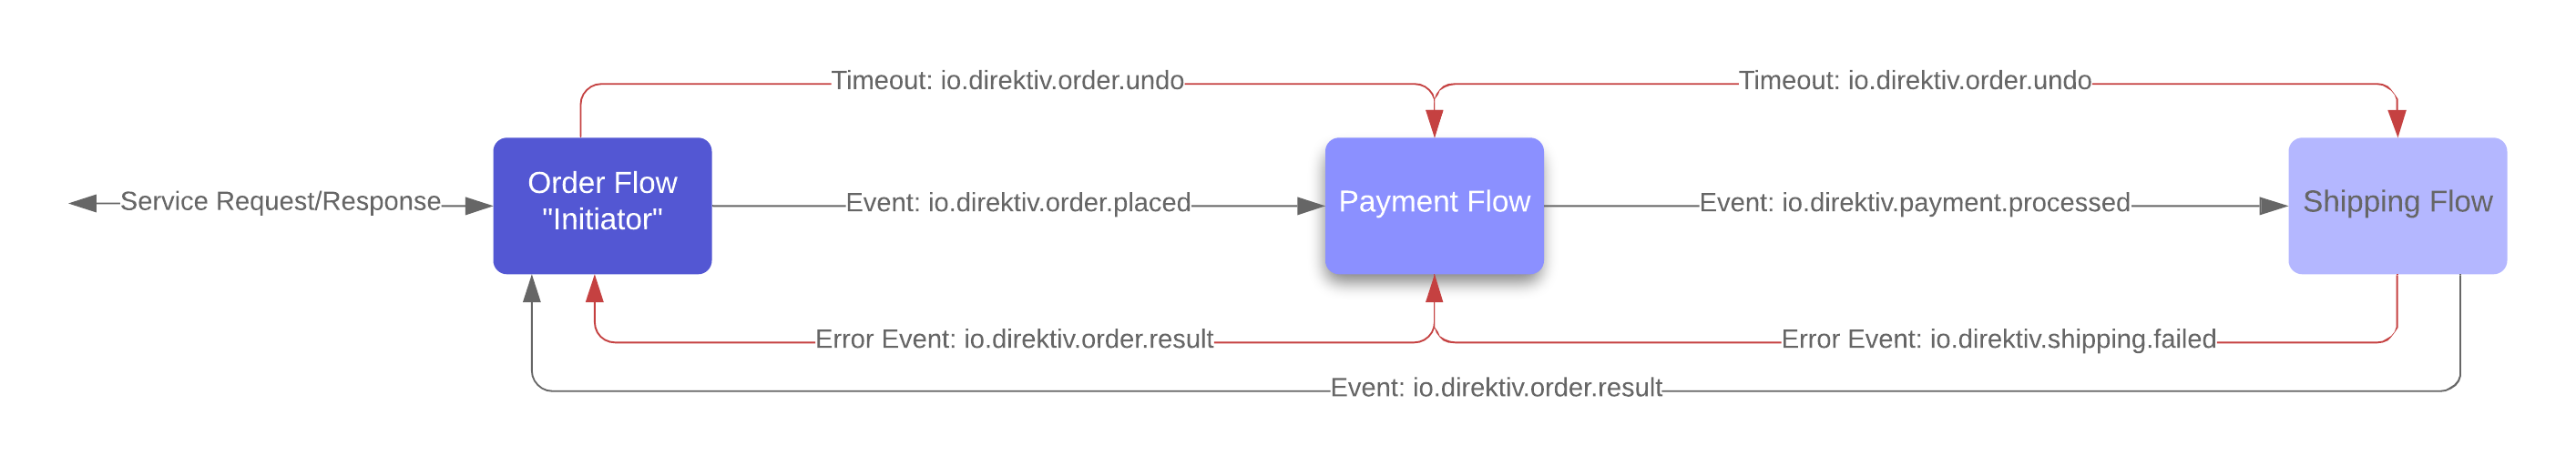 Timeout: io.direktiv.order.undo
Timeout: io.direktiv.order.undo
Service Request/Response
Order Flow
"Initiator"
Event: io.direktiv.order.placed
Payment Flow
Event: io.direktiv.payment.processed
Shipping Flow
Error Event: io.direktiv.order.result
Error Event: io.direktiv.shipping.failed
Event: io.direktiv.order.result